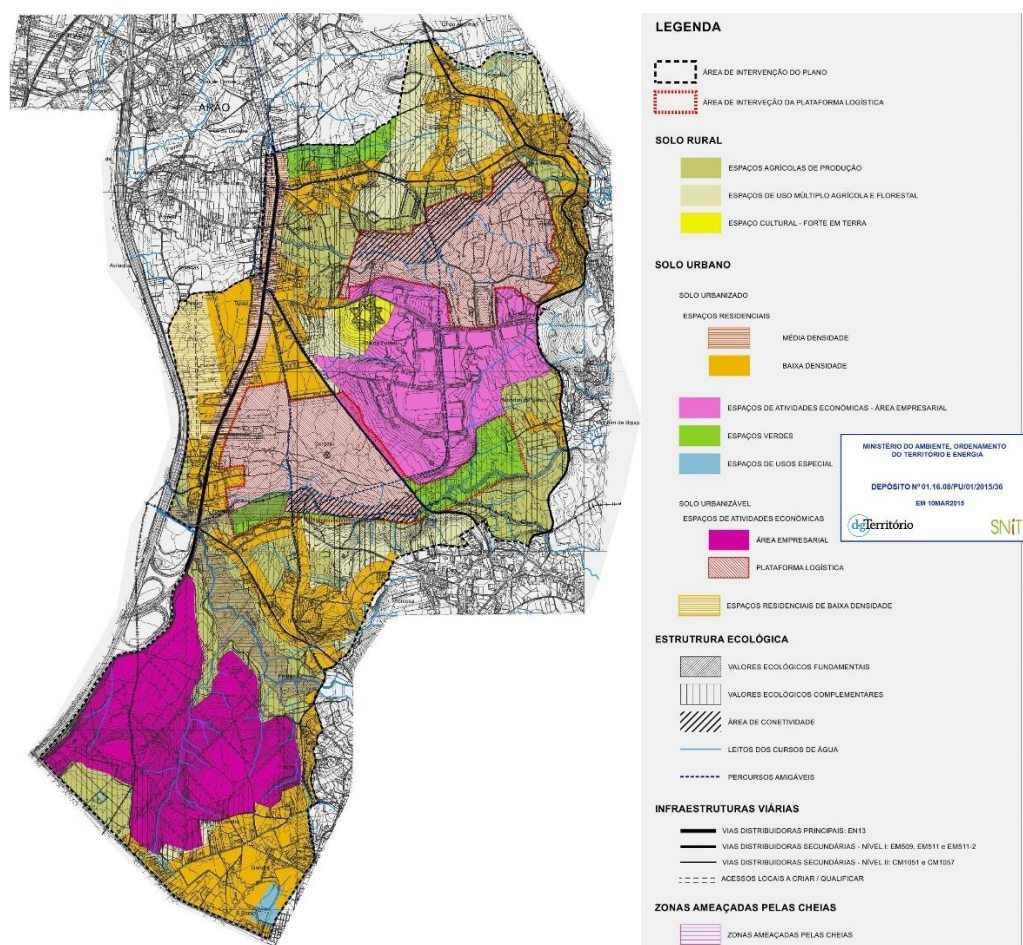 ARÃO
LEGENDA
ÁREA DE INTERVENÇÃO DO PLANO
ÁREA DE INTERVEÇÃO DA PLATAFORMA LOGÍSTICA
SOLO RURAL
ESPAÇOS AGRÍCOLAS DE PRODUÇÃO
ESPAÇOS DE USO MÚLTIPLO AGRÍCOLA E FLORESTAL
ESPAÇO CULTURAL - FORTE EM TERRA
SOLO URBANO
SOLO URBANIZADO
ESPAÇOS RESIDENCIAIS
MÉDIA DENSIDADE
BAIXA DENSIDADE
ESPAÇOS DE ATIVIDADES ECONÓMICAS - ÁREA EMPRESARIAL
ESPAÇOS VERDES
ESPAÇOS DE USOS ESPECIAL
MINISTÉRIO DO AMBIENTE, ORDENAMENTO
DO TERRITÓRIO E ENERGIA
DEPÓSITO Nº 01.16.08/PU/01/2015/36
EM 10MAR2015
dgTerritório
SNiT
SOLO URBANIZÁVEL
ESPAÇOS DE ATIVIDADES ECONÓMICAS
ÁREA EMPRESARIAL
PLATAFORMA LOGÍSTICA
ESPAÇOS RESIDENCIAIS DE BAIXA DENSIDADE
ESTRUTRURA ECOLÓGICA
VALORES ECOLÓGICOS FUNDAMENTAIS
VALORES ECOLÓGICOS COMPLEMENTARES
ÁREA DE CONETIVIDADE
LEITOS DOS CURSOS DE ÁGUA
PERCURSOS AMIGÁVEIS
INFRAESTRUTURAS VIÁRIAS
VIAS DISTRIBUIDORAS PRINCIPAIS: EN13
VIAS DISTRIBUIDORAS SECUNDÁRIAS - NÍVEL I: EM509, EM511 e EM511-2
VIAS DISTRIBUIDORAS SECUNDÁRIAS - NÍVEL II: CM1051 e CM1057
ACESSOS LOCAIS A CRIAR / QUALIFICAR
ZONAS AMEAÇADAS PELAS CHEIAS
ZONAS AMEAÇADAS PELAS CHEIAS